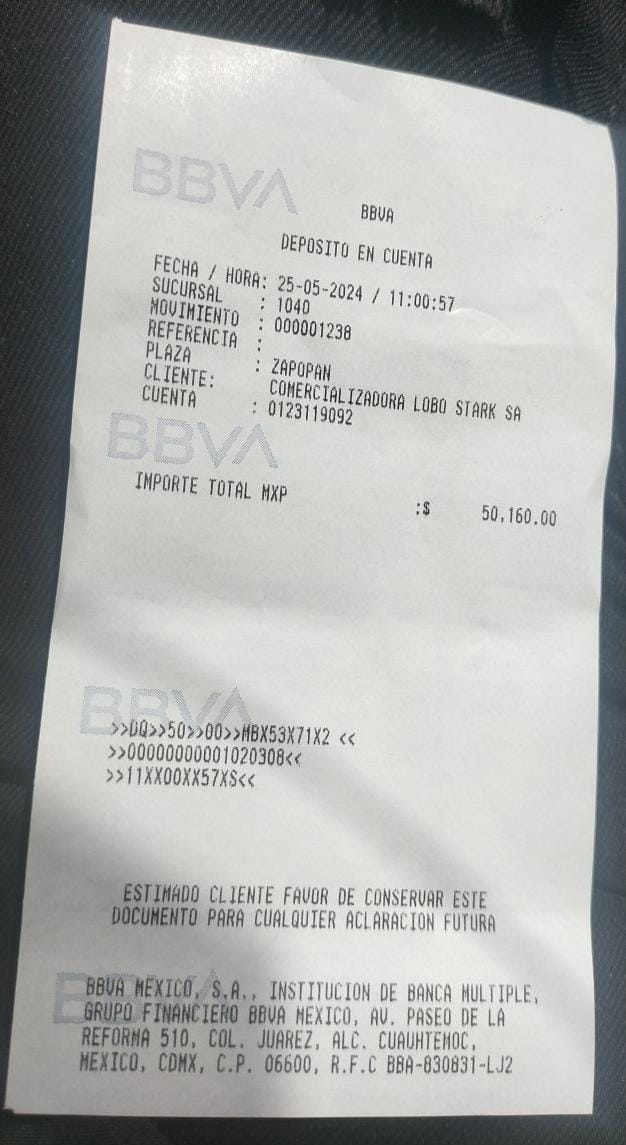 BBVA
BBVA
DEPOSITO EN CUENTA
FECHA / HORA: 25-05-2024 / 11:00:57
SUCURSAL : 1040
MOVIMIENTO : 000001238
REFERENCIA :
PLAZA : ZAPOPAN
CLIENTE: COMERCIALIZADORA LOBO STARK SA
CUENTA : 0123119092
BBVA
IMPORTE TOTAL MXP :$ 50,160.00
BBVA
>>DQ>>50>>00>>MBX53X71X2 <<
>>00000000001020308<<
>>11XX00XX57XS<<
ESTIMADO CLIENTE FAVOR DE CONSERVAR ESTE
DOCUMENTO PARA CUALQUIER ACLARACION FUTURA
BBVA
BBVA MEXICO, S.A., INSTITUCION DE BANCA MULTIPLE,
GRUPO FINANCIERO BBVA MEXICO, AV. PASEO DE LA
REFORMA 510, COL. JUAREZ, ALC. CUAUHTEMOC,
MEXICO, CDMX, C.P. 06600, R.F.C BBA-830831-LJ2